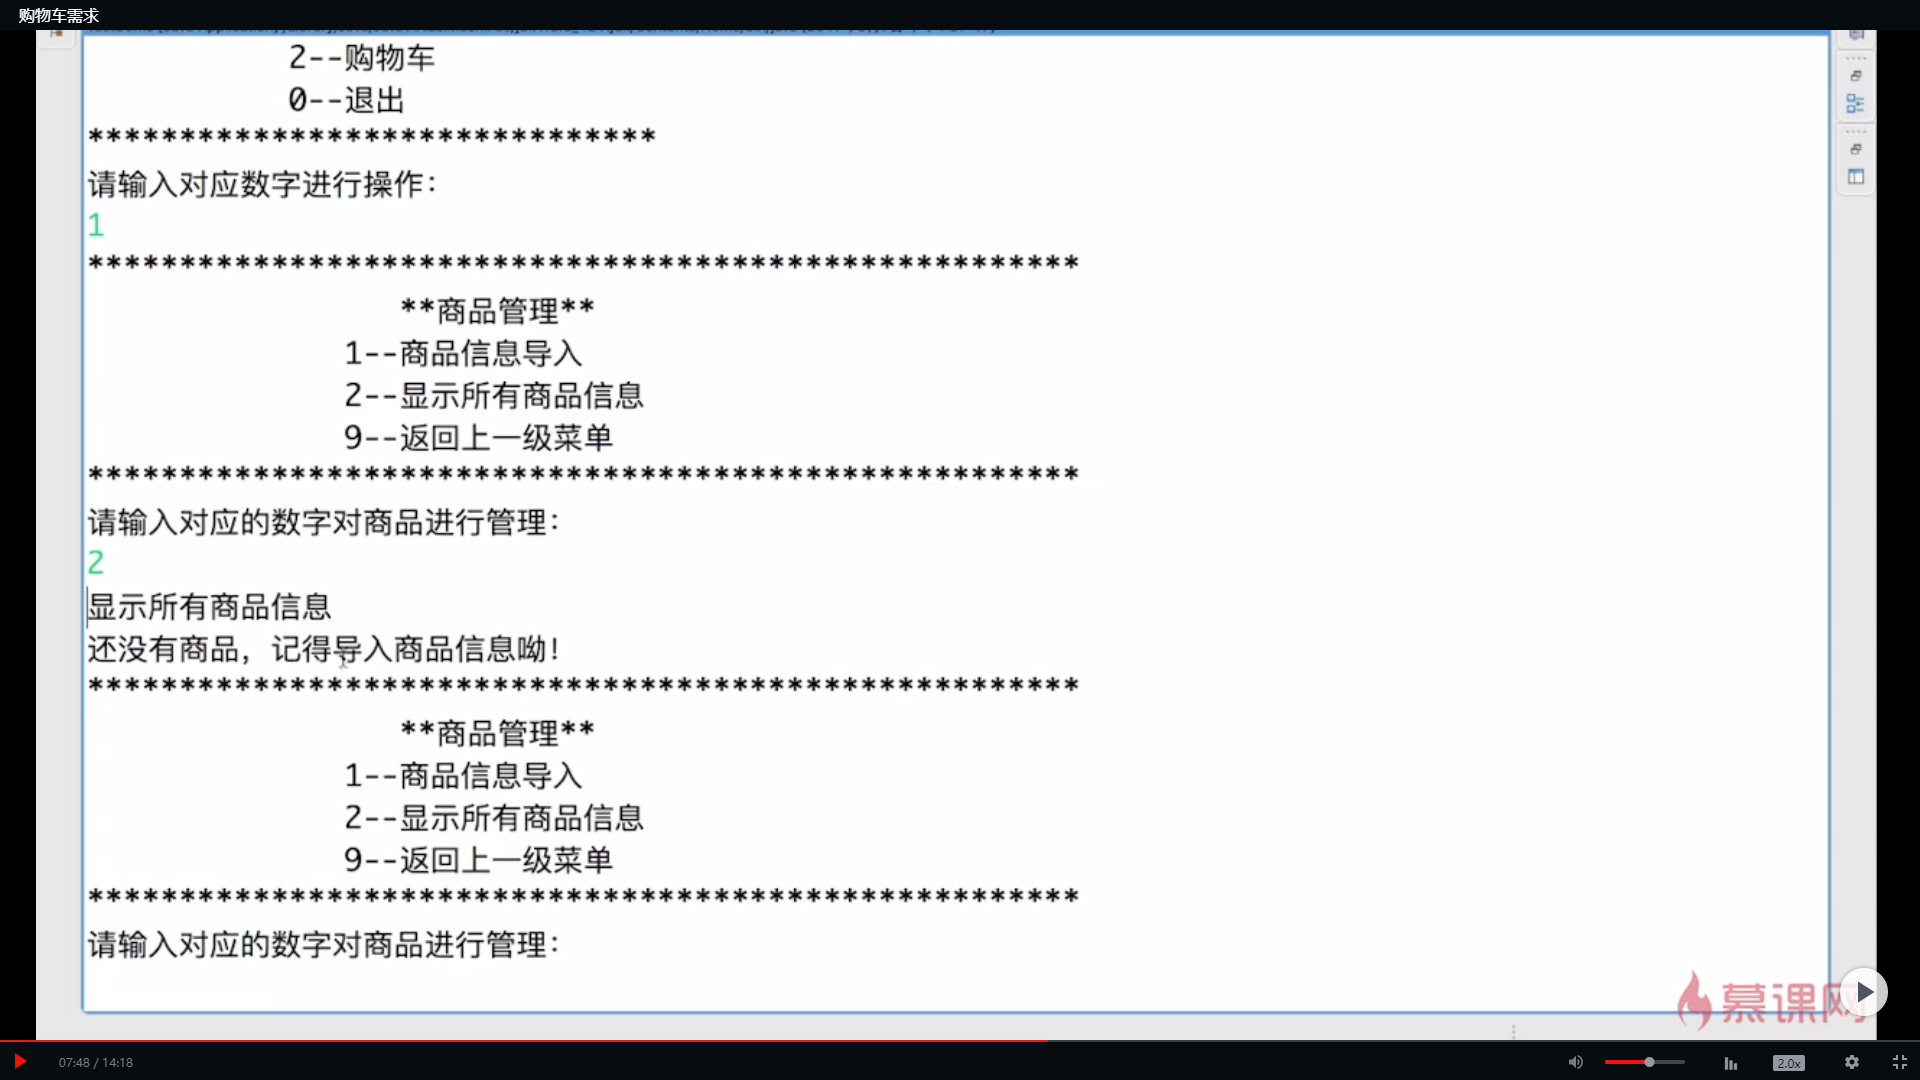 购物车需求
2--购物车
0--退出
*******************************
请输入对应数字进行操作：
1
******************************************************
**商品管理**
1--商品信息导入
2--显示所有商品信息
9--返回上一级菜单
******************************************************
请输入对应的数字对商品进行管理：
2
显示所有商品信息
还没有商品，记得导入商品信息呦！
******************************************************
**商品管理**
1--商品信息导入
2--显示所有商品信息
9--返回上一级菜单
******************************************************
请输入对应的数字对商品进行管理：
慕课网
07:48 / 14:18
2.0x